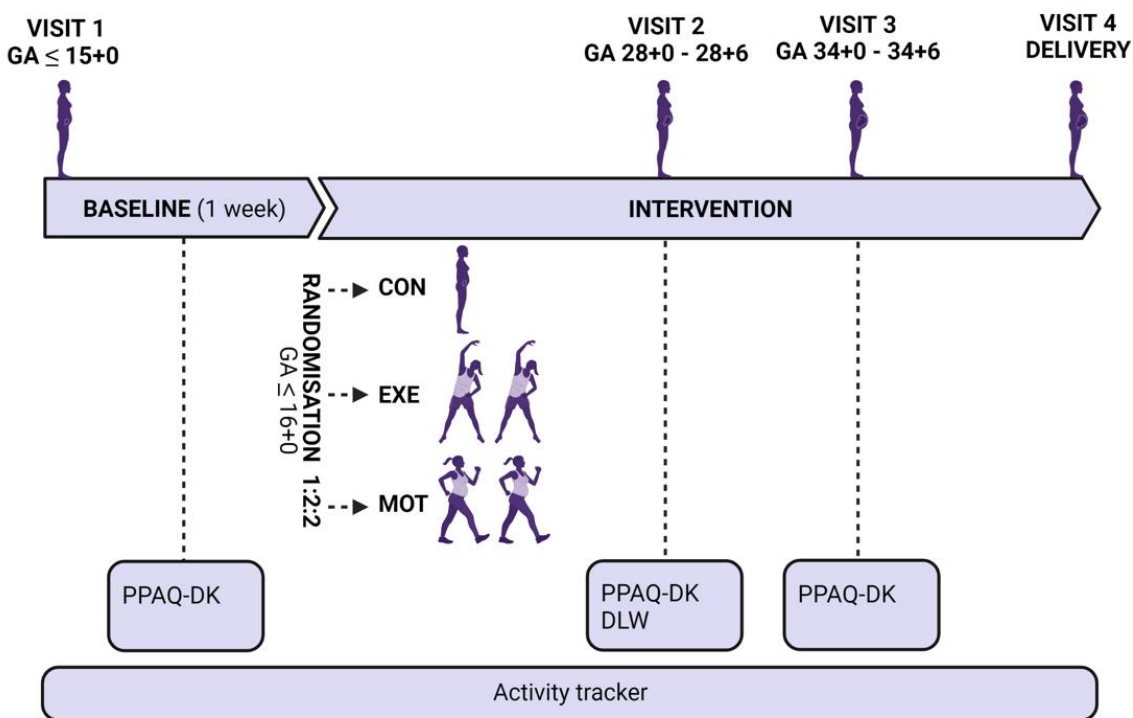 VISIT 1
GA ≤ 15+0
VISIT 2
GA 28+0 - 28+6
VISIT 3
GA 34+0 - 34+6
VISIT 4
DELIVERY
BASELINE (1 week)
INTERVENTION
RANDOMISATION 1:2:2
GA ≤ 16+0
CON
EXE
MOT
PPAQ-DK
PPAQ-DK
DLW
PPAQ-DK
Activity tracker